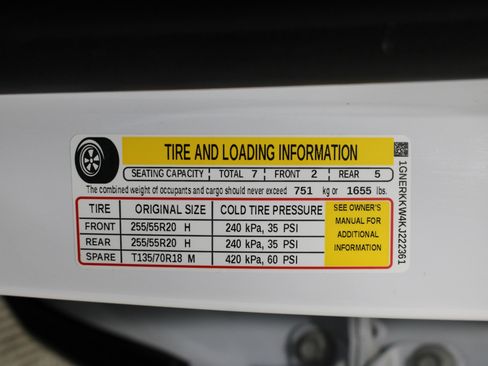 TIRE AND LOADING INFORMATION
SEATING CAPACITY TOTAL 7 FRONT 2 REAR 5
The combined weight of occupants and cargo should never exceed 751 kg or 1655 lbs.
TIRE ORIGINAL SIZE COLD TIRE PRESSURE
FRONT 255/55R20 H 240 kPa, 35 PSI
REAR 255/55R20 H 240 kPa, 35 PSI
SPARE T135/70R18 M 420 kPa, 60 PSI
SEE OWNER'S
MANUAL FOR
ADDITIONAL
INFORMATION
1GNERKKW4KJ222361